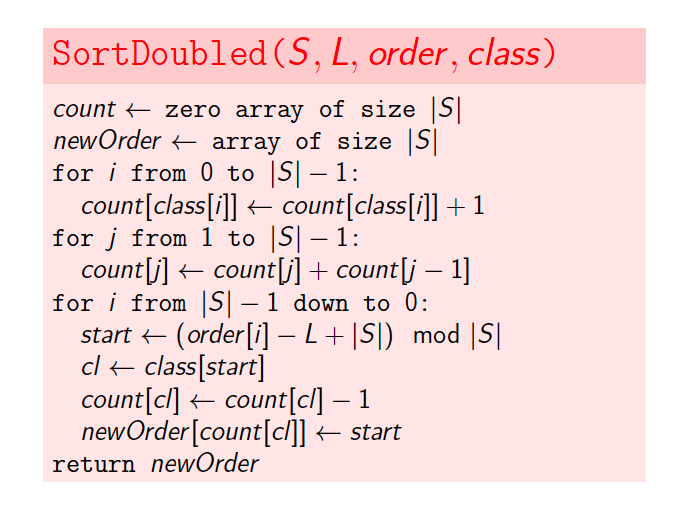 SortDoubled(S, L, order, class)
count ← zero array of size |S|
newOrder ← array of size |S|
for i from 0 to |S| − 1:
count[class[i]] ← count[class[i]] + 1
for j from 1 to |S| − 1:
count[j] ← count[j] + count[j − 1]
for i from |S| − 1 down to 0:
start ← (order[i] − L + |S|) mod |S|
cl ← class[start]
count[cl] ← count[cl] − 1
newOrder[count[cl]] ← start
return newOrder